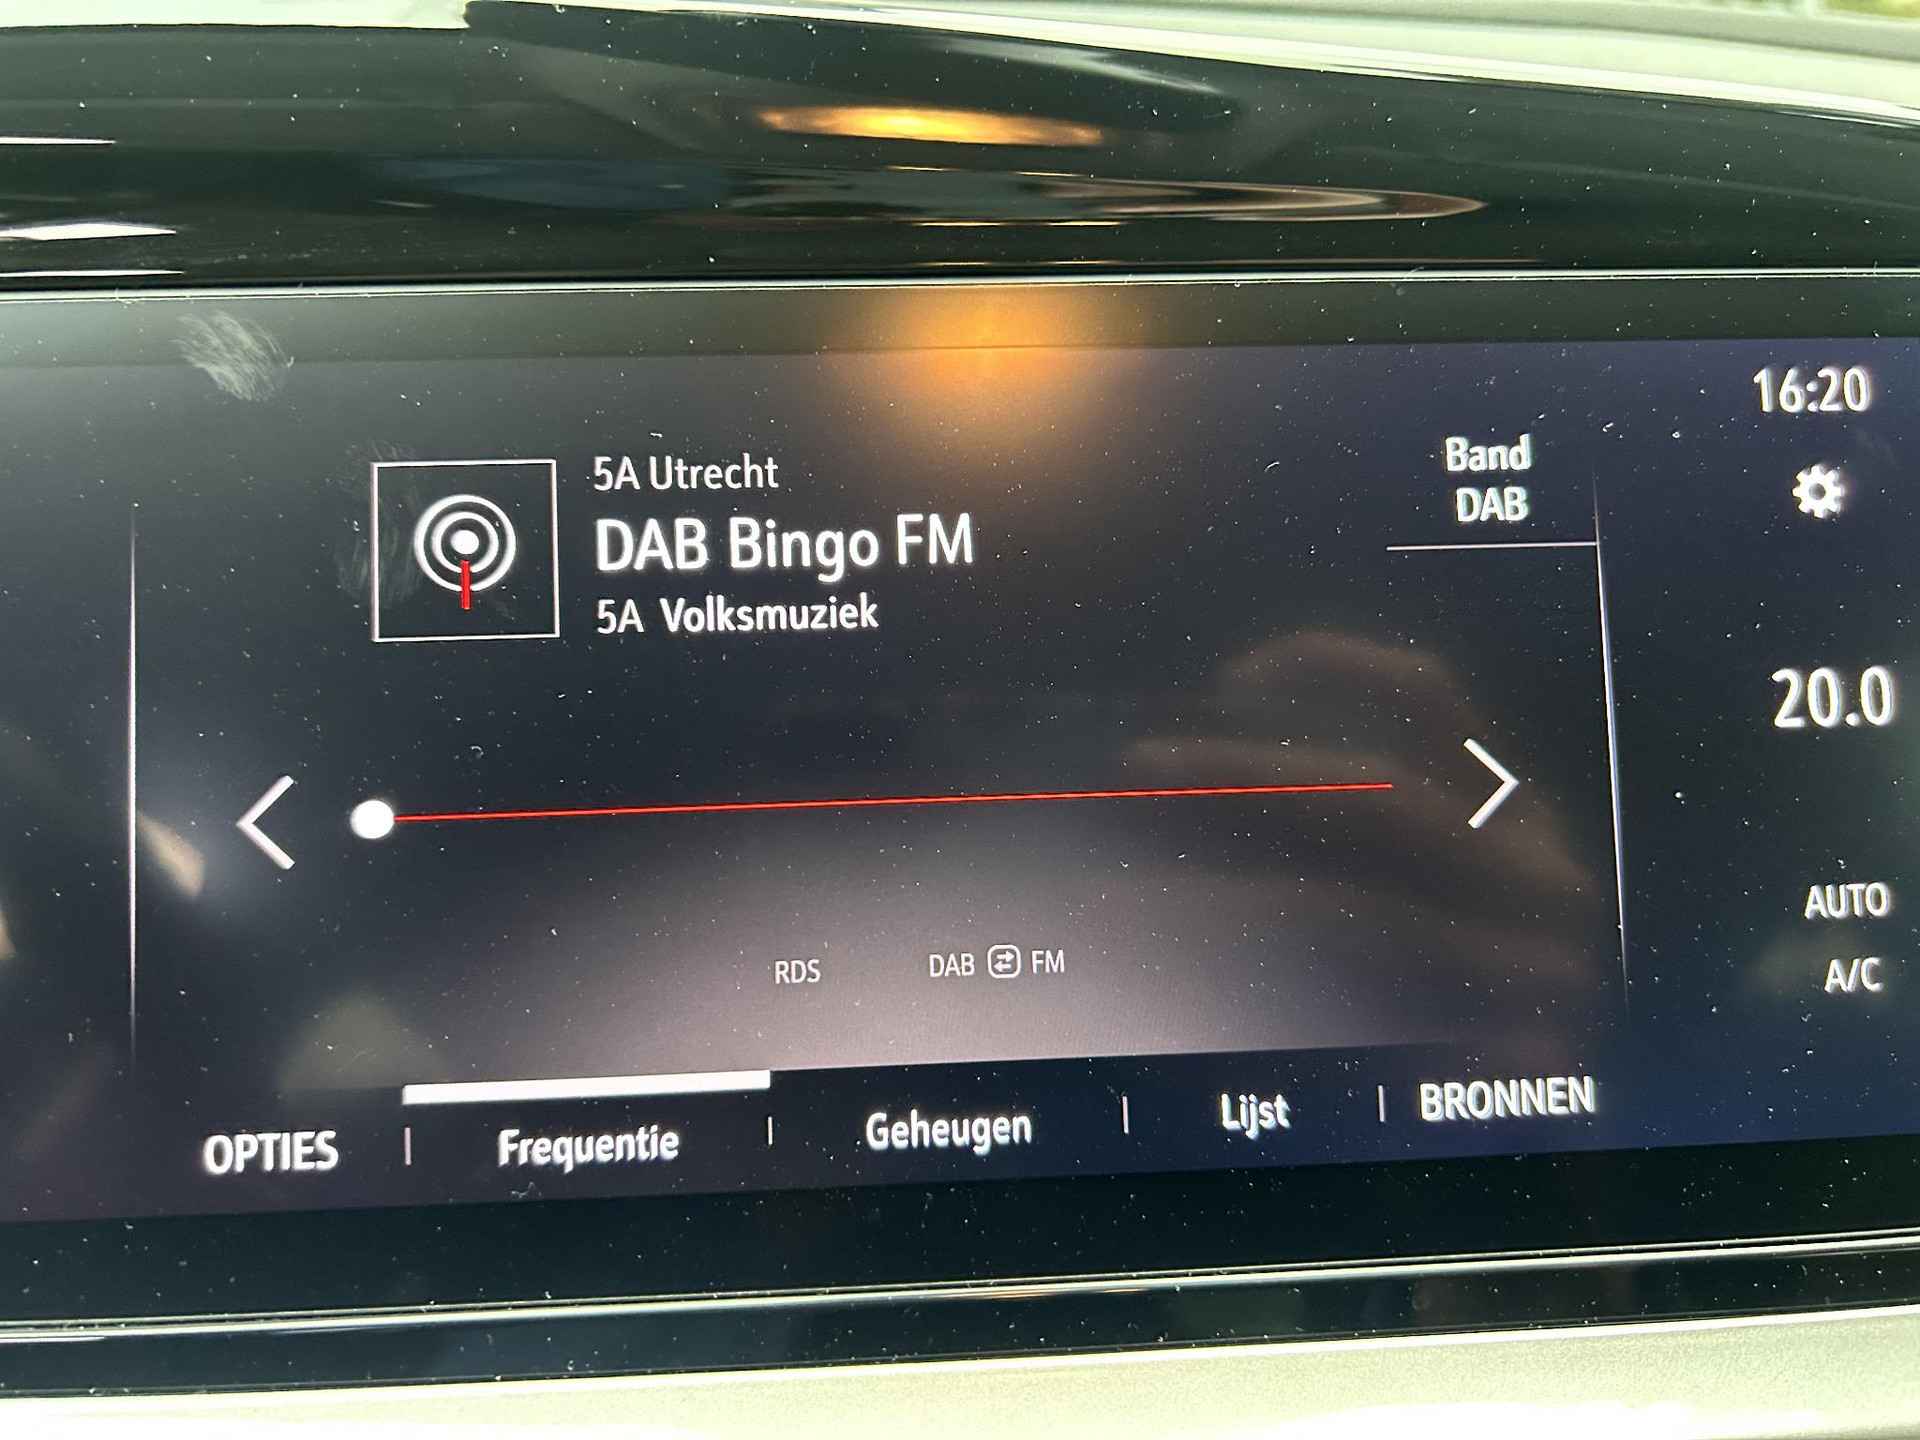 16:20
5A Utrecht
DAB Bingo FM
5A Volksmuziek
Band
DAB
20.0
AUTO
A/C
RDS
DAB FM
OPTIES
Frequentie
Geheugen
Lijst
BRONNEN